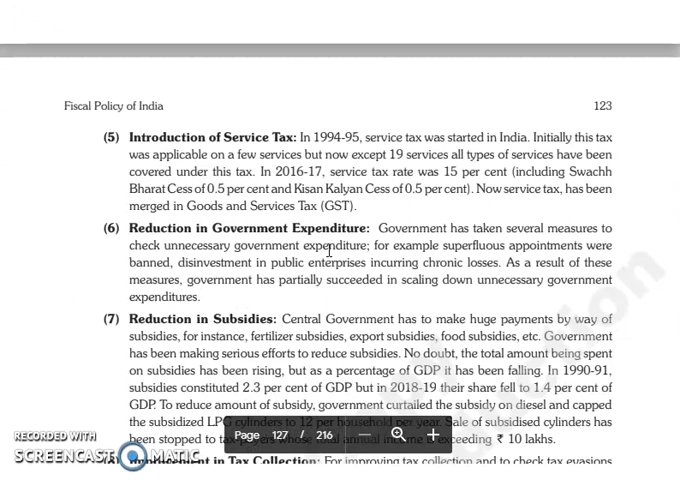 Fiscal Policy of India 123
(5) Introduction of Service Tax: In 1994-95, service tax was started in India. Initially this tax
was applicable on a few services but now except 19 services all types of services have been
covered under this tax. In 2016-17, service tax rate was 15 per cent (including Swachh
Bharat Cess of 0.5 per cent and Kisan Kalyan Cess of 0.5 per cent). Now service tax, has been
merged in Goods and Services Tax (GST).
(6) Reduction in Government Expenditure: Government has taken several measures to
check unnecessary government expenditure; for example superfluous appointments were
banned, disinvestment in public enterprises incurring chronic losses. As a result of these
measures, government has partially succeeded in scaling down unnecessary government
expenditures.
(7) Reduction in Subsidies: Central Government has to make huge payments by way of
subsidies, for instance, fertilizer subsidies, export subsidies, food subsidies, etc. Government
has been making serious efforts to reduce subsidies. No doubt, the total amount being spent
on subsidies has been rising, but as a percentage of GDP it has been falling. In 1990-91,
subsidies constituted 2.3 per cent of GDP but in 2018-19 their share fell to 1.4 per cent of
GDP. To reduce amount of subsidy, government curtailed the subsidy on diesel and capped
the subsidized LPG cylinders to 12 per household per year. Sale of subsidised cylinders has
been stopped to tax-payers whose total annual income is exceeding ₹ 10 lakhs.
in Tax Collection: For improving tax collection and to check tax evasions
Page 127 / 216
RECORDED WITH
SCREENCAST MATIC